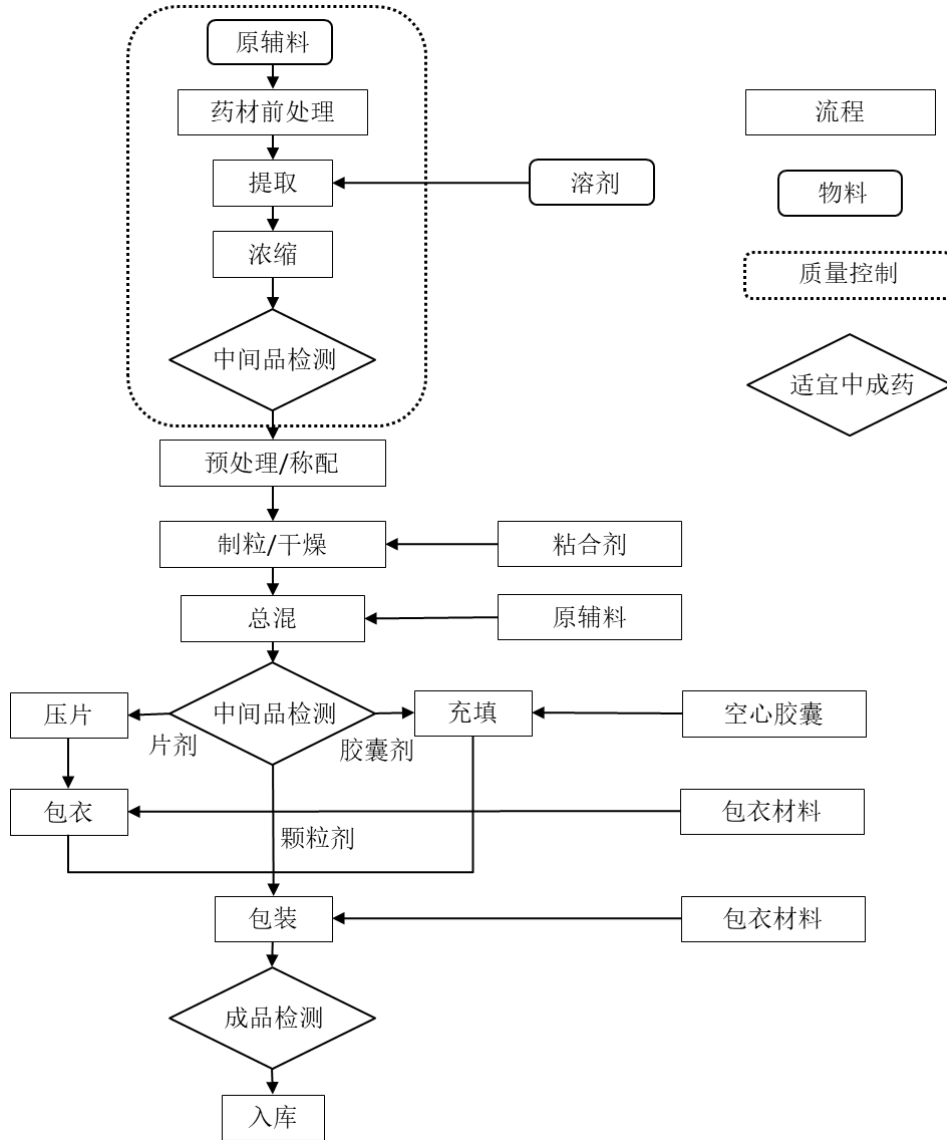 原辅料
药材前处理
流程
提取
溶剂
物料
浓缩
质量控制
中间品检测
适宜中成药
预处理/称配
制粒/干燥
粘合剂
总混
原辅料
压片
片剂
中间品检测
胶囊剂
充填
空心胶囊
包衣
包衣材料
颗粒剂
包装
包衣材料
成品检测
入库